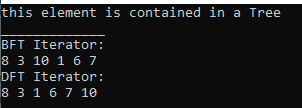 this element is contained in a Tree
_____________
BFT Iterator:
8 3 10 1 6 7
DFT Iterator:
8 3 1 6 7 10